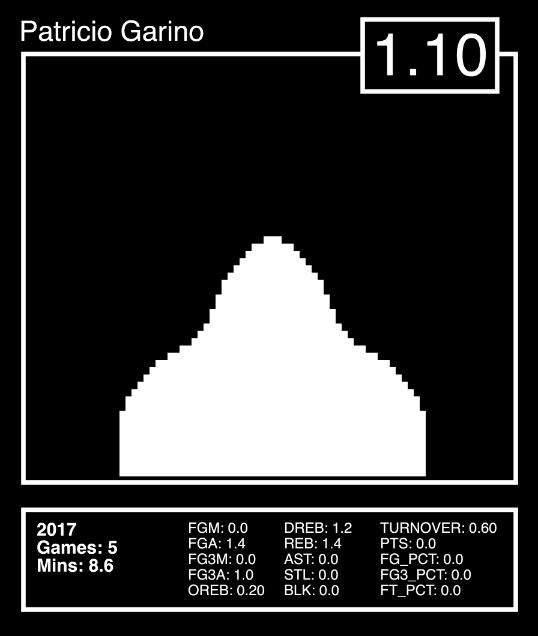 Patricio Garino
1.10
2017
Games: 5
Mins: 8.6
FGM: 0.0
FGA: 1.4
FG3M: 0.0
FG3A: 1.0
OREB: 0.20
DREB: 1.2
REB: 1.4
AST: 0.0
STL: 0.0
BLK: 0.0
TURNOVER: 0.60
PTS: 0.0
FG_PCT: 0.0
FG3_PCT: 0.0
FT_PCT: 0.0